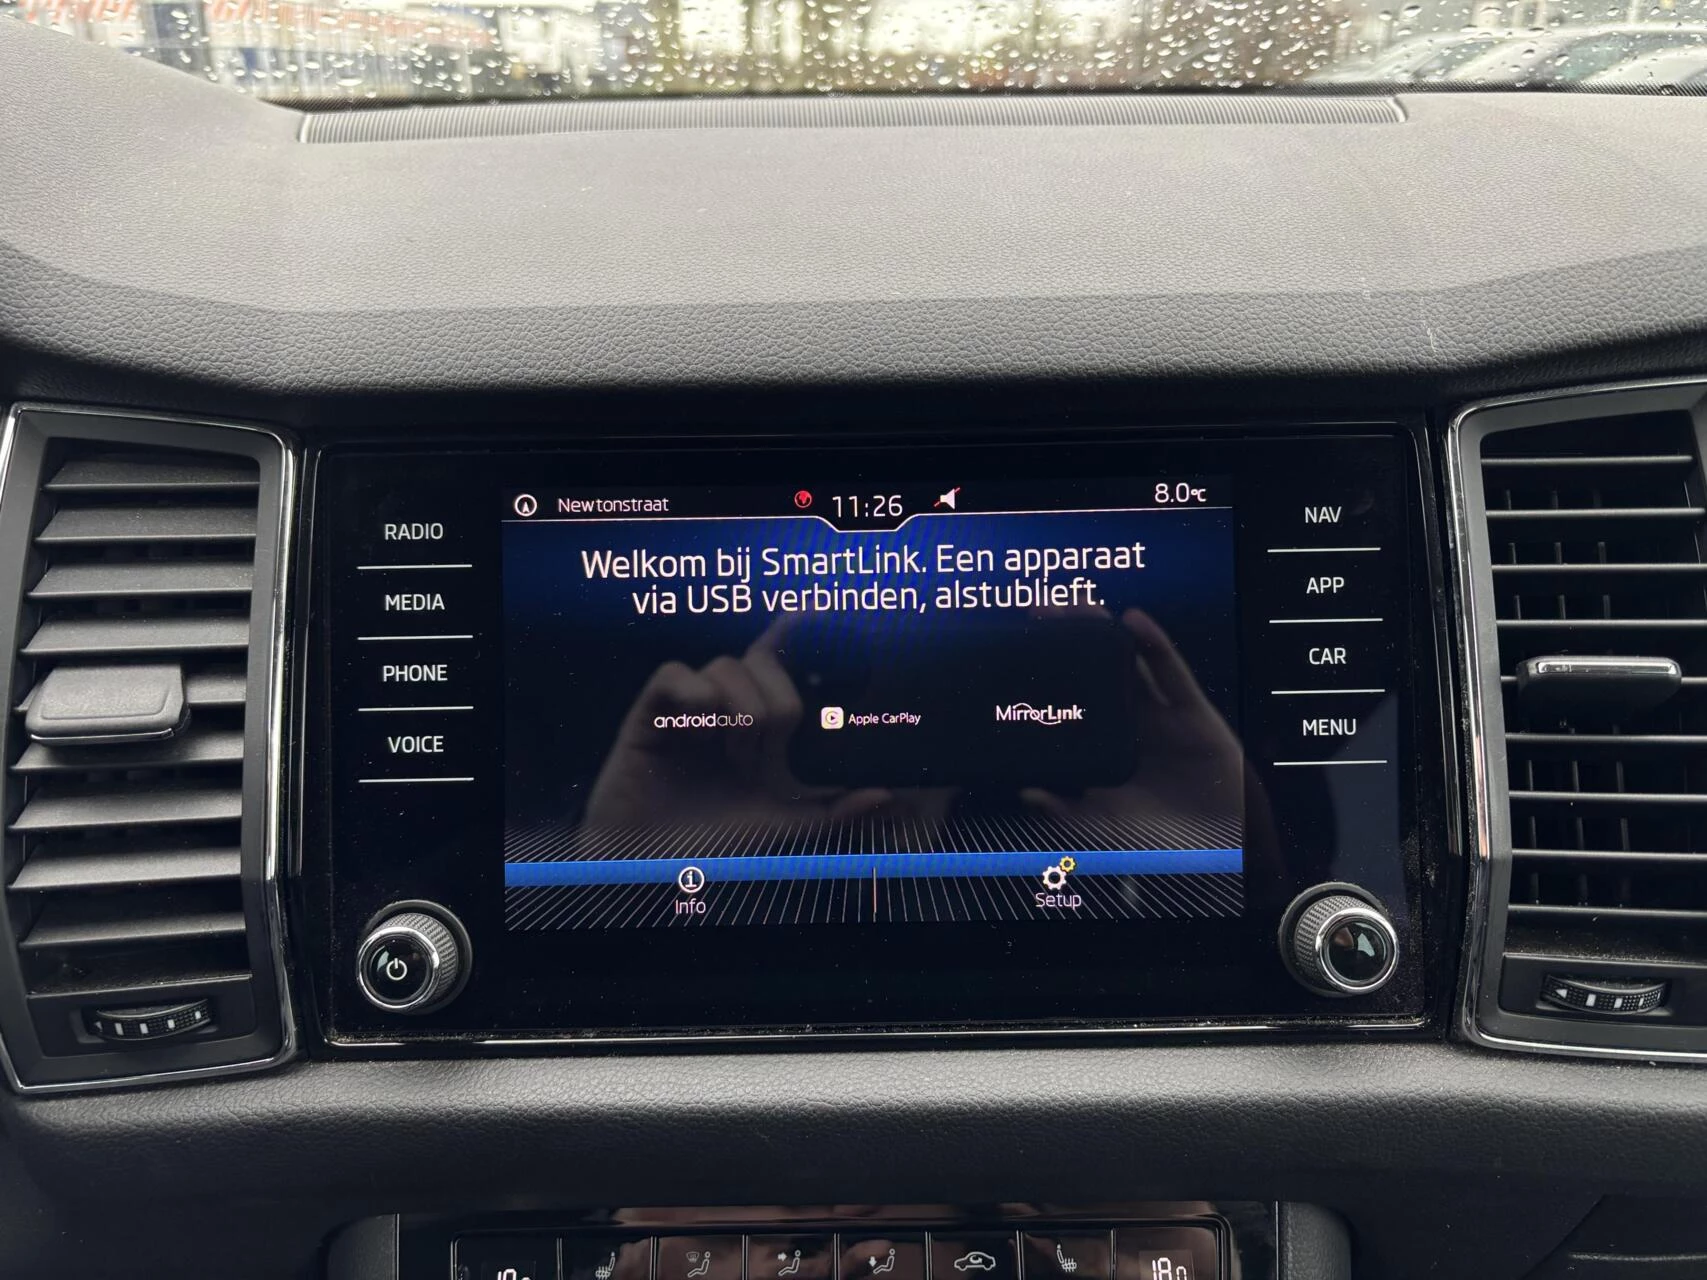 Newtonstraat
11:26
8.0°C
Welkom bij SmartLink. Een apparaat
via USB verbinden, alstublieft.
androidauto
Apple CarPlay
MirrorLink
Info
Setup
RADIO
MEDIA
PHONE
VOICE
NAV
APP
CAR
MENU